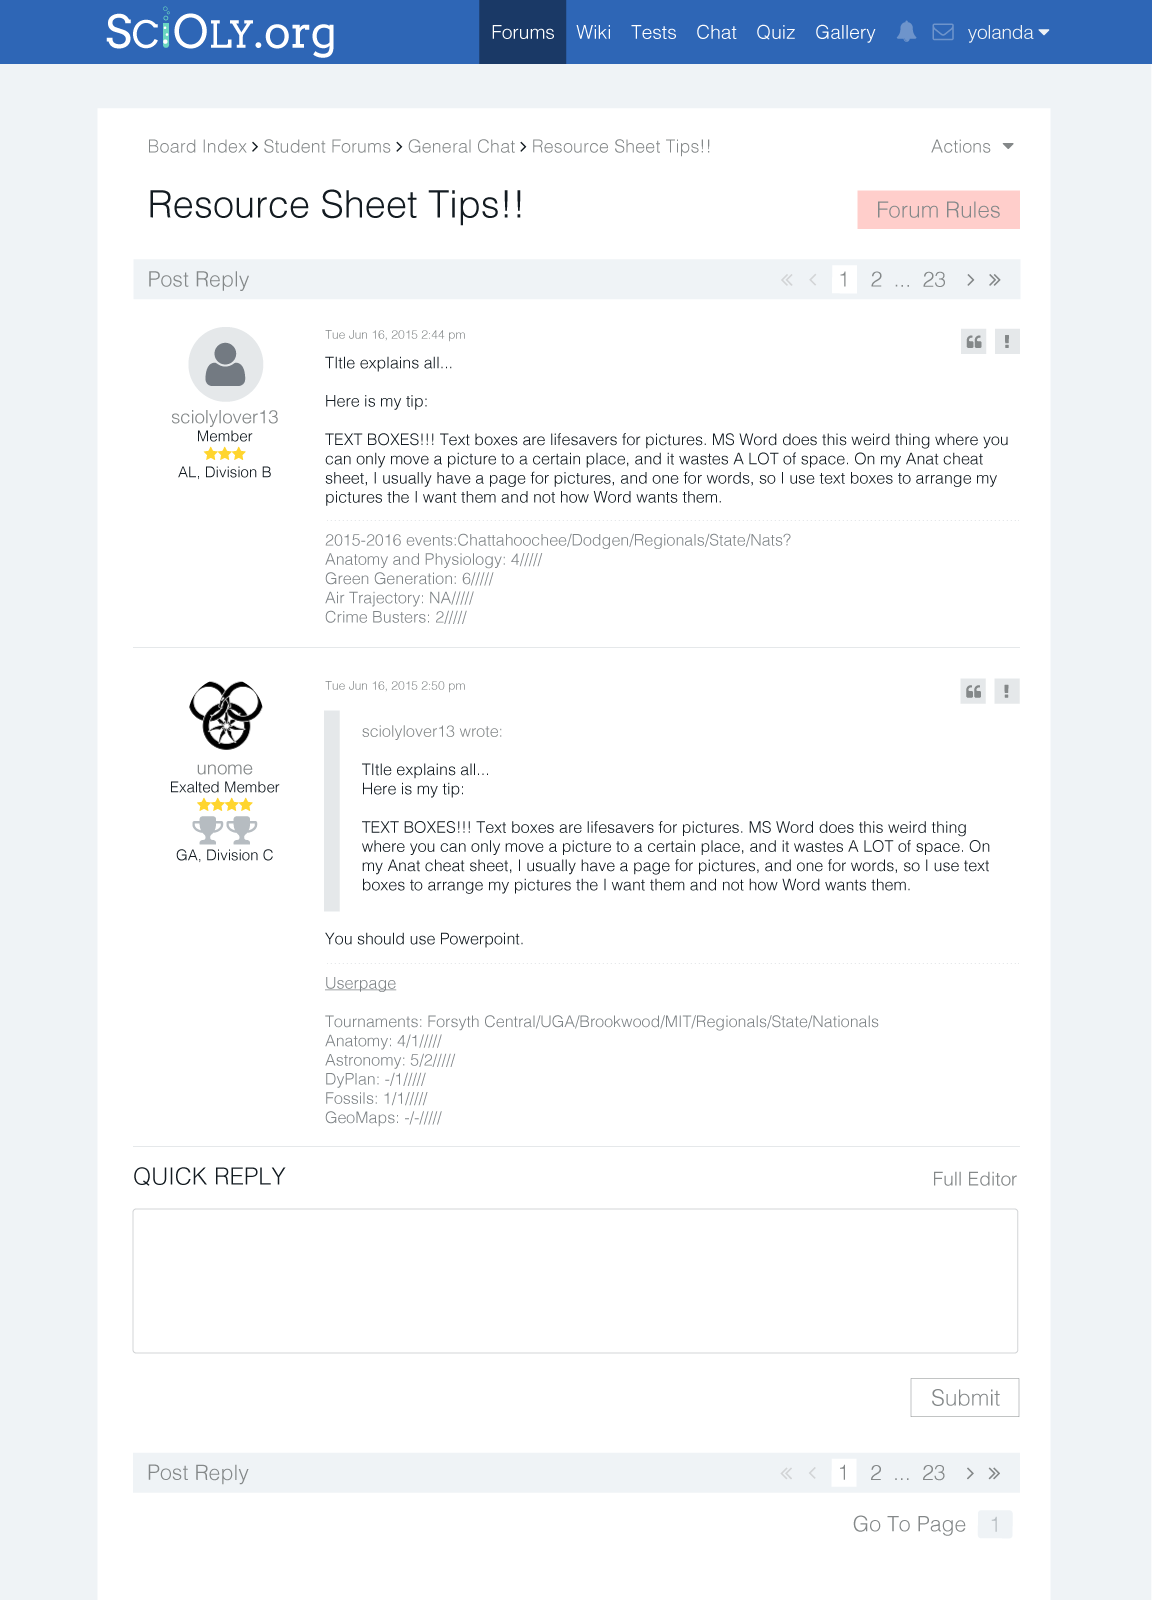 SciOly.org
Forums Wiki Tests Chat Quiz Gallery yolanda
Board Index > Student Forums > General Chat > Resource Sheet Tips!! Actions
Resource Sheet Tips!!
Forum Rules
Post Reply « ‹ 1 2 ... 23 › »
sciolylover13
Member
AL, Division B
Tue Jun 16, 2015 2:44 pm
TItle explains all...
Here is my tip:
TEXT BOXES!!! Text boxes are lifesavers for pictures. MS Word does this weird thing where you
can only move a picture to a certain place, and it wastes A LOT of space. On my Anat cheat
sheet, I usually have a page for pictures, and one for words, so I use text boxes to arrange my
pictures the I want them and not how Word wants them.
2015-2016 events:Chattahoochee/Dodgen/Regionals/State/Nats?
Anatomy and Physiology: 4/////
Green Generation: 6/////
Air Trajectory: NA/////
Crime Busters: 2/////
unome
Exalted Member
GA, Division C
Tue Jun 16, 2015 2:50 pm
sciolylover13 wrote:
TItle explains all...
Here is my tip:
TEXT BOXES!!! Text boxes are lifesavers for pictures. MS Word does this weird thing
where you can only move a picture to a certain place, and it wastes A LOT of space. On
my Anat cheat sheet, I usually have a page for pictures, and one for words, so I use text
boxes to arrange my pictures the I want them and not how Word wants them.
You should use Powerpoint.
Userpage
Tournaments: Forsyth Central/UGA/Brookwood/MIT/Regionals/State/Nationals
Anatomy: 4/1/////
Astronomy: 5/2/////
DyPlan: -/1/////
Fossils: 1/1/////
GeoMaps: -/-/////
QUICK REPLY Full Editor
Submit
Post Reply « ‹ 1 2 ... 23 › »
Go To Page 1